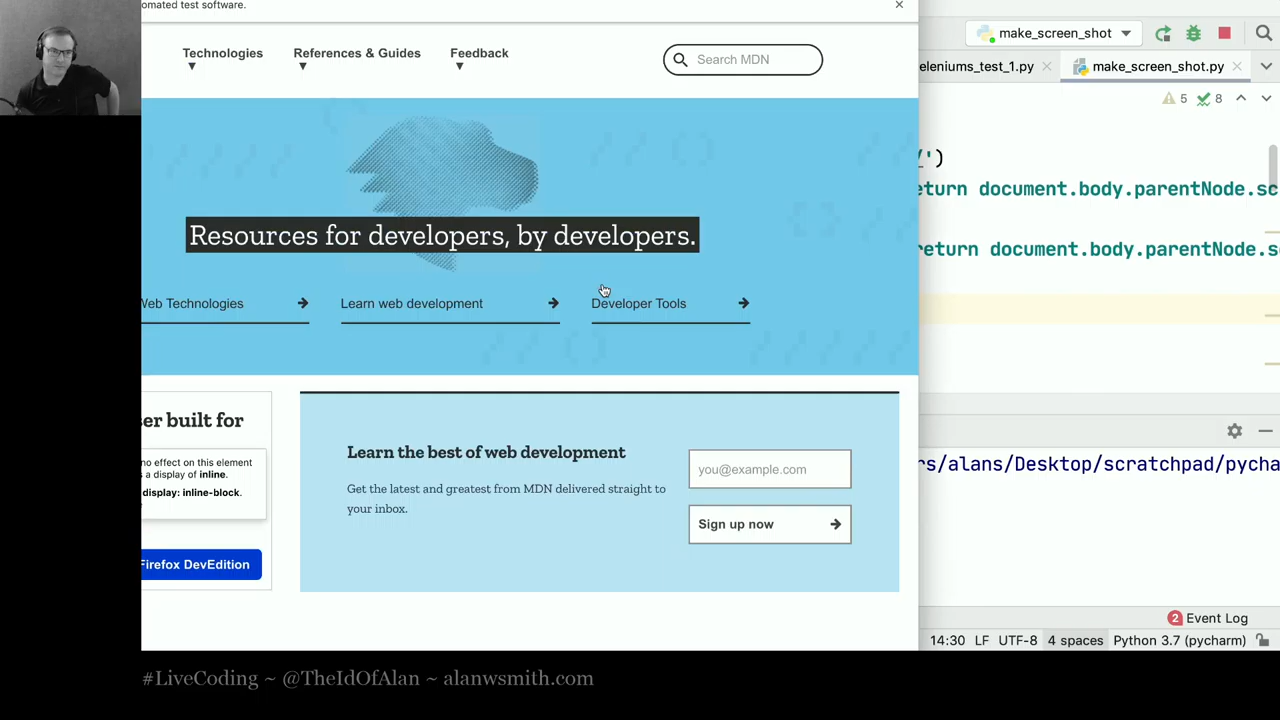 omated test software.
Technologies
References & Guides
Feedback
Search MDN
Resources for developers, by developers.
Web Technologies
Learn web development
Developer Tools
er built for
no effect on this element
s a display of inline.
display: inline-block.
Firefox DevEdition
Learn the best of web development
Get the latest and greatest from MDN delivered straight to
your inbox.
you@example.com
Sign up now
make_screen_shot
eleniums_test_1.py
make_screen_shot.py
5
8
/')
eturn document.body.parentNode.sc
eturn document.body.parentNode.s
rs/alans/Desktop/scratchpad/pycha
2 Event Log
14:30 LF UTF-8 4 spaces Python 3.7 (pycharm)
#LiveCoding ~ @TheIdOfAlan ~ alanwsmith.com